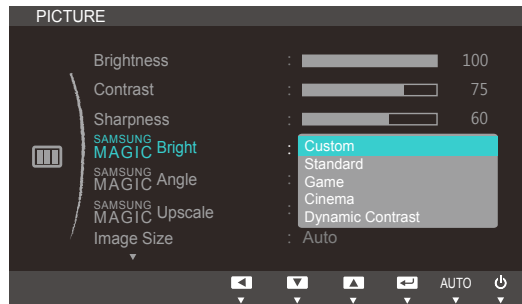 PICTURE
Brightness : 100
Contrast : 75
Sharpness : 60
SAMSUNG MAGIC Bright : Custom
Standard
SAMSUNG MAGIC Angle : Game
Cinema
SAMSUNG MAGIC Upscale : Dynamic Contrast
Image Size : Auto
AUTO